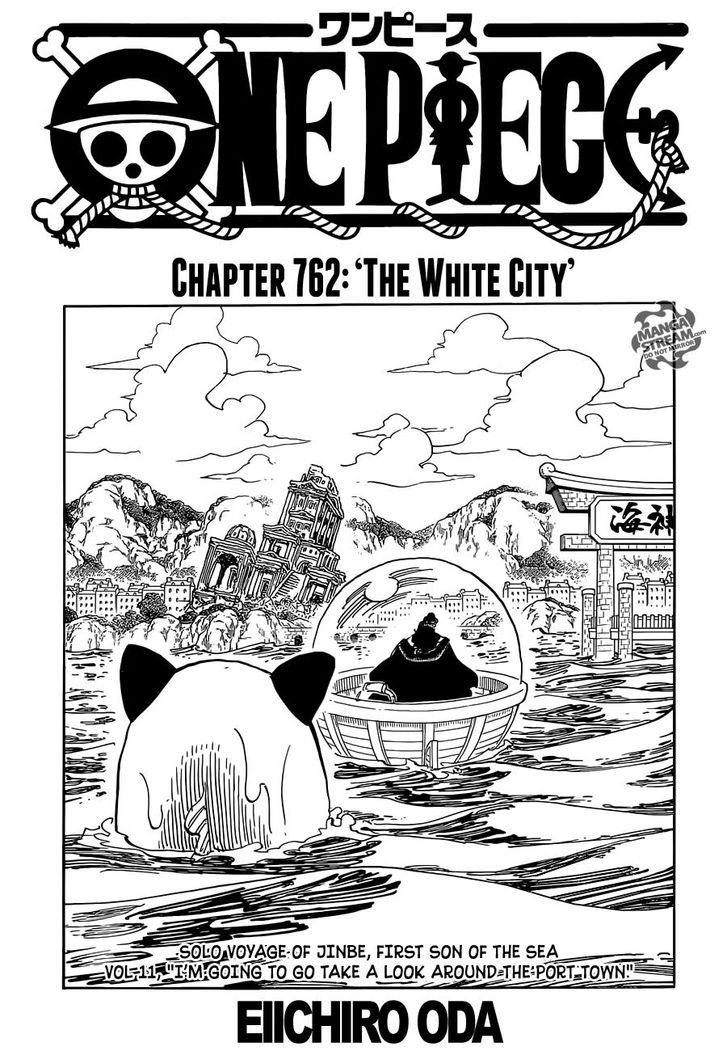 ワンピース
ONE PIECE
CHAPTER 762: ‘THE WHITE CITY’
MANGA
STREAM.com
DO NOT MIRROR
海神
SOLO VOYAGE OF JINBE, FIRST SON OF THE SEA
VOL 11, "I'M GOING TO GO TAKE A LOOK AROUND THE PORT TOWN."
EIICHIRO ODA